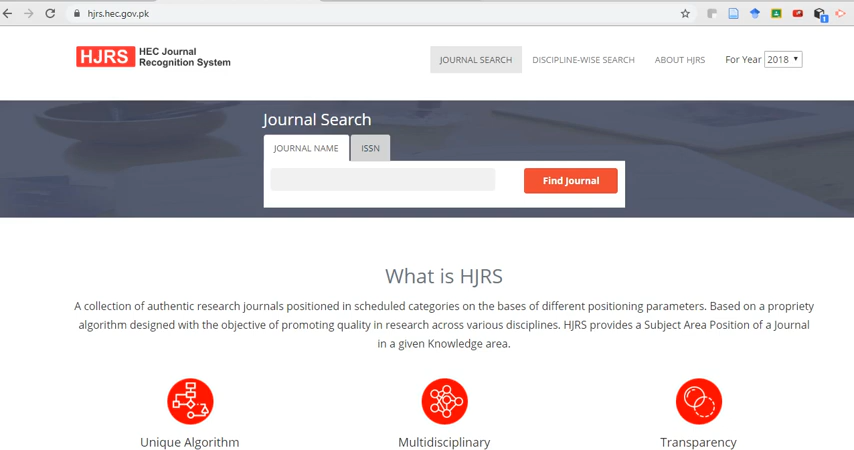 hjrs.hec.gov.pk
HJRS HEC Journal
Recognition System
JOURNAL SEARCH DISCIPLINE-WISE SEARCH ABOUT HJRS For Year 2018
Journal Search
JOURNAL NAME ISSN
Find Journal
What is HJRS
A collection of authentic research journals positioned in scheduled categories on the bases of different positioning parameters. Based on a propriety
algorithm designed with the objective of promoting quality in research across various disciplines. HJRS provides a Subject Area Position of a Journal
in a given Knowledge area.
Unique Algorithm Multidisciplinary Transparency